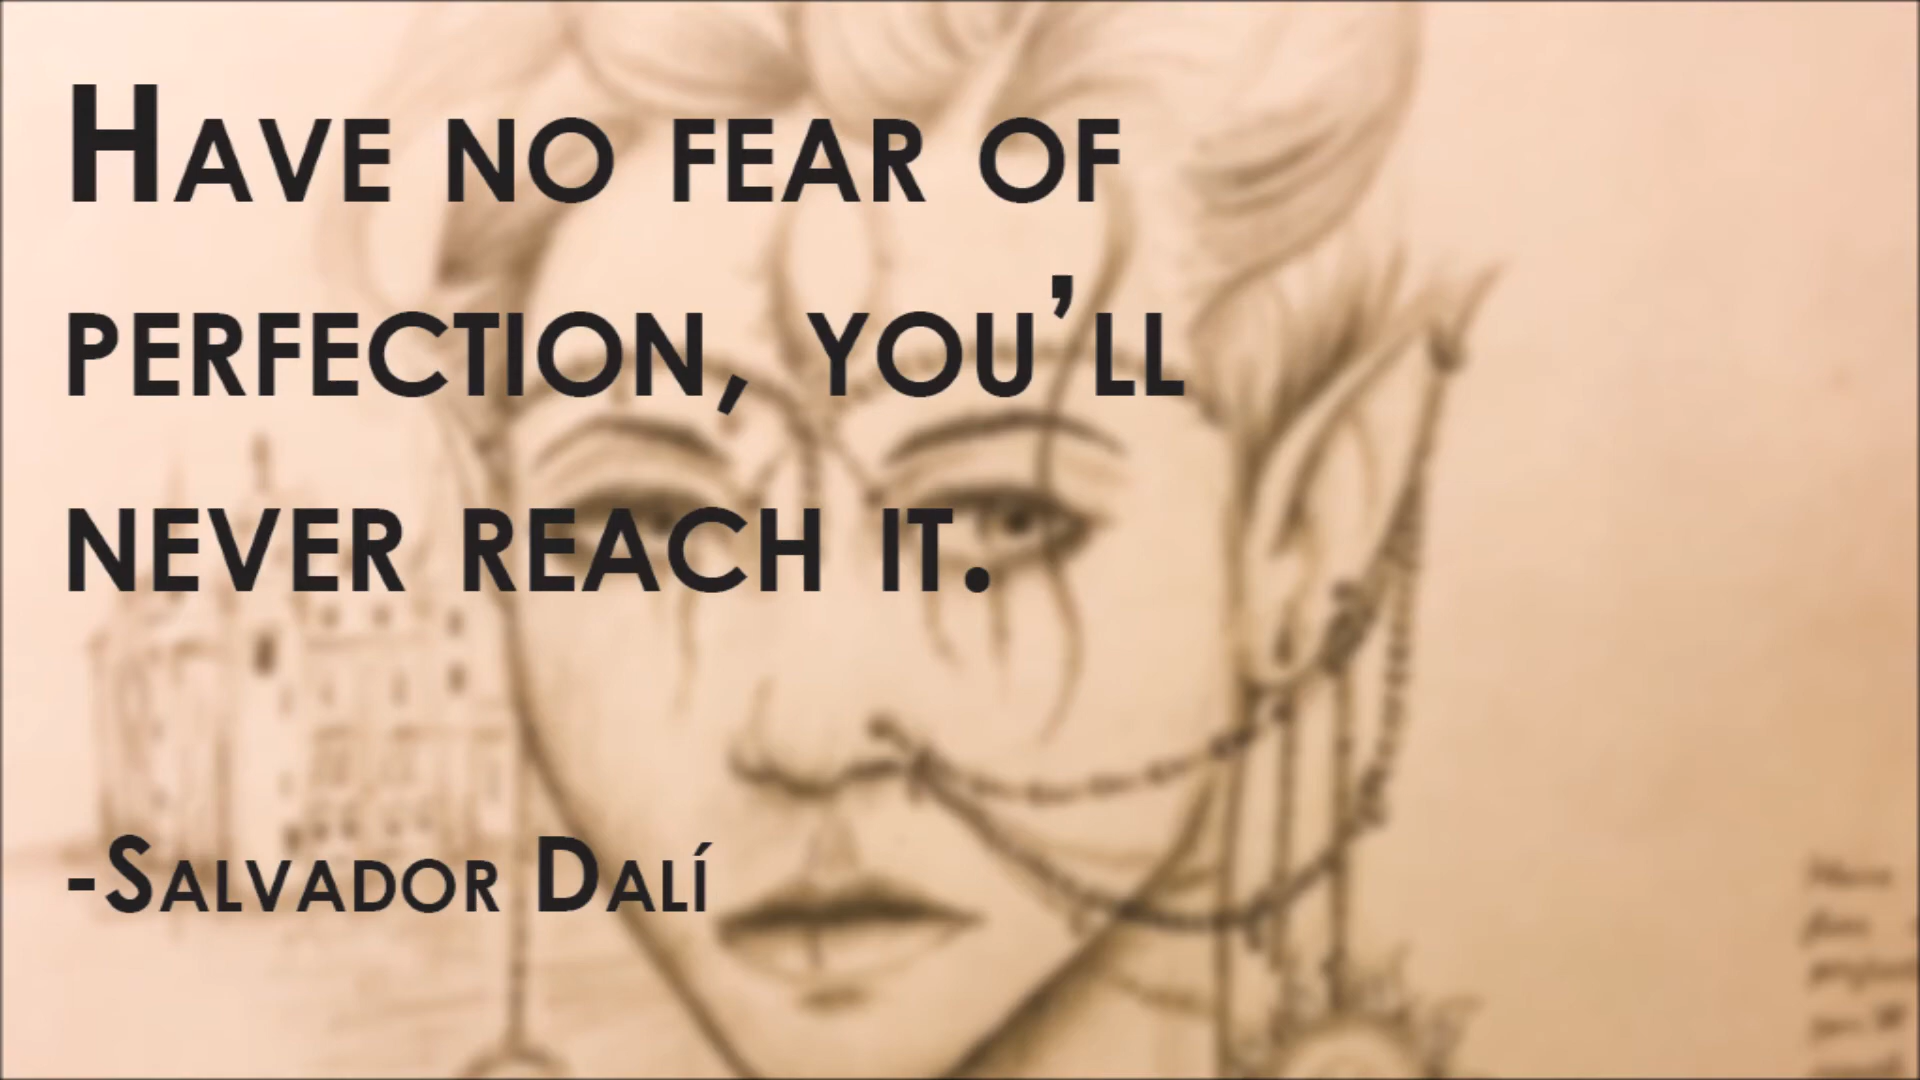 Have no fear of
perfection, you'll
never reach it.
-Salvador Dalí